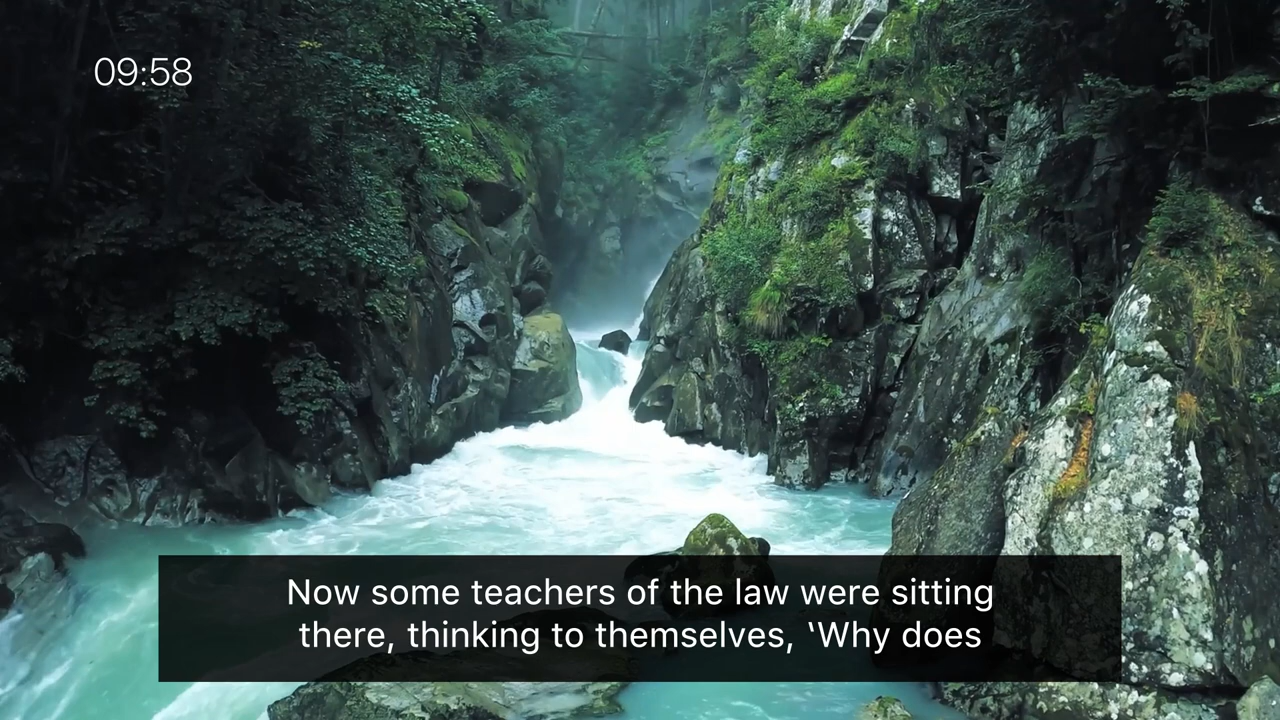 09:58
Now some teachers of the law were sitting
there, thinking to themselves, ‛Why does